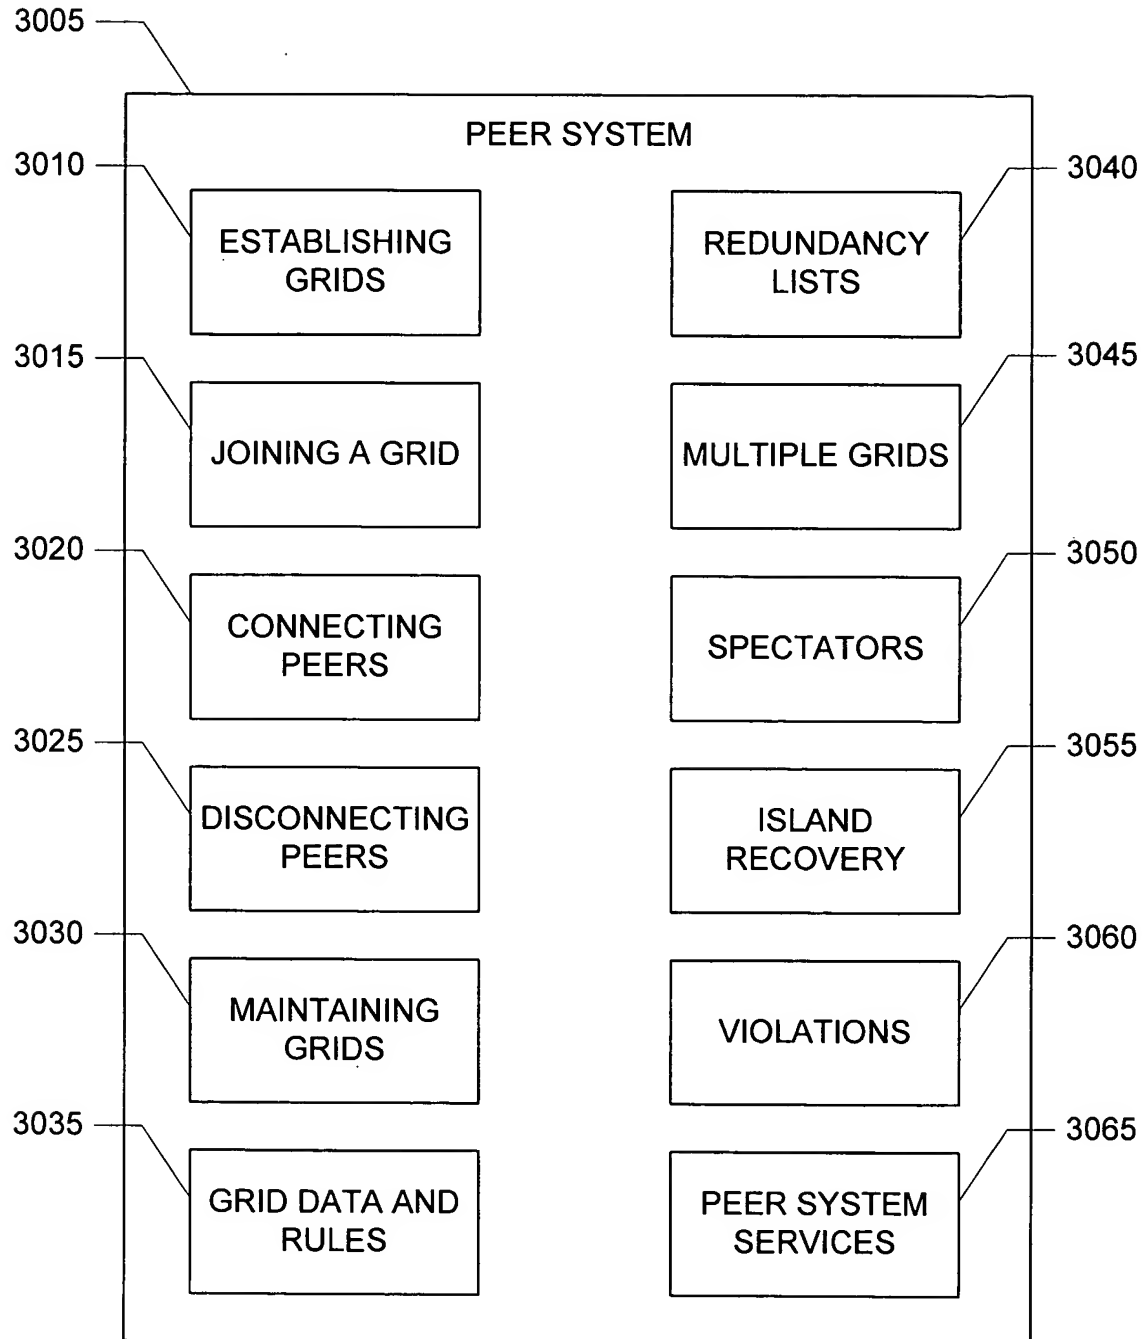 3005
PEER SYSTEM
3010
ESTABLISHING
GRIDS
3015
JOINING A GRID
3020
CONNECTING
PEERS
3025
DISCONNECTING
PEERS
3030
MAINTAINING
GRIDS
3035
GRID DATA AND
RULES
3040
REDUNDANCY
LISTS
3045
MULTIPLE GRIDS
3050
SPECTATORS
3055
ISLAND
RECOVERY
3060
VIOLATIONS
3065
PEER SYSTEM
SERVICES